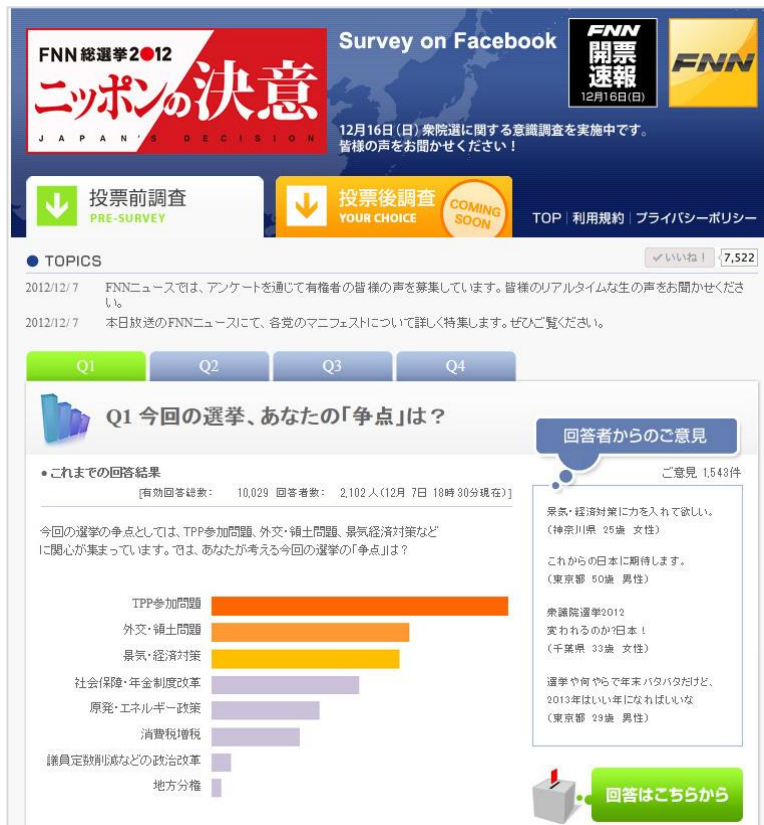 FNN 総選挙2●12
ニッポンの決意
JAPAN'S DECISION
Survey on Facebook
FNN
開票
速報
12月16日(日)
FNN
12月16日(日)衆院選に関する意識調査を実施中です。
皆様の声をお聞かせください!
投票前調査
PRE-SURVEY
投票後調査
YOUR CHOICE
COMING
SOON
TOP | 利用規約 | プライバシーポリシー
● TOPICS
いいね! 7,522
2012/12/7 FNNニュースでは、アンケートを通じて有権者の皆様の声を募集しています。皆様のリアルタイムな生の声をお聞かせくださ
い。
2012/12/7 本日放送のFNNニュースにて、各党のマニフェストについて詳しく特集します。ぜひご覧ください。
Q1 Q2 Q3 Q4
Q1 今回の選挙、あなたの「争点」は?
回答者からのご意見
●これまでの回答結果
[有効回答総数: 10,029 回答者数: 2,102人(12月 7日 18時30分現在)]
ご意見 1,543件
今回の選挙の争点としては、TPP参加問題、外交・領土問題、景気経済対策など
に関心が集まっています。では、あなたが考える今回の選挙の「争点」は?
TPP参加問題
外交・領土問題
景気・経済対策
社会保障・年金制度改革
原発・エネルギー政策
消費税増税
議員定数削減などの政治改革
地方分権
景気・経済対策に力を入れて欲しい。
(神奈川県 25歳 女性)
これからの日本に期待します。
(東京都 50歳 男性)
衆議院選挙2012
変われるのか?日本!
(千葉県 33歳 女性)
選挙や何やらで年末バタバタだけど、
2013年はいい年になればいいな
(東京都 29歳 男性)
回答はこちらから